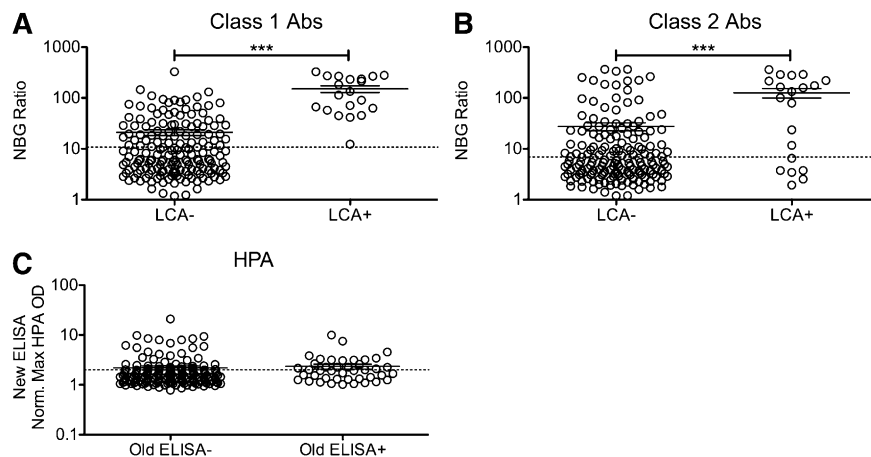 A
Class 1 Abs
NBG Ratio
1000
100
10
1
***
LCA-
LCA+
B
Class 2 Abs
NBG Ratio
1000
100
10
1
***
LCA-
LCA+
C
HPA
New ELISA
Norm. Max HPA OD
100
10
1
0.1
Old ELISA-
Old ELISA+